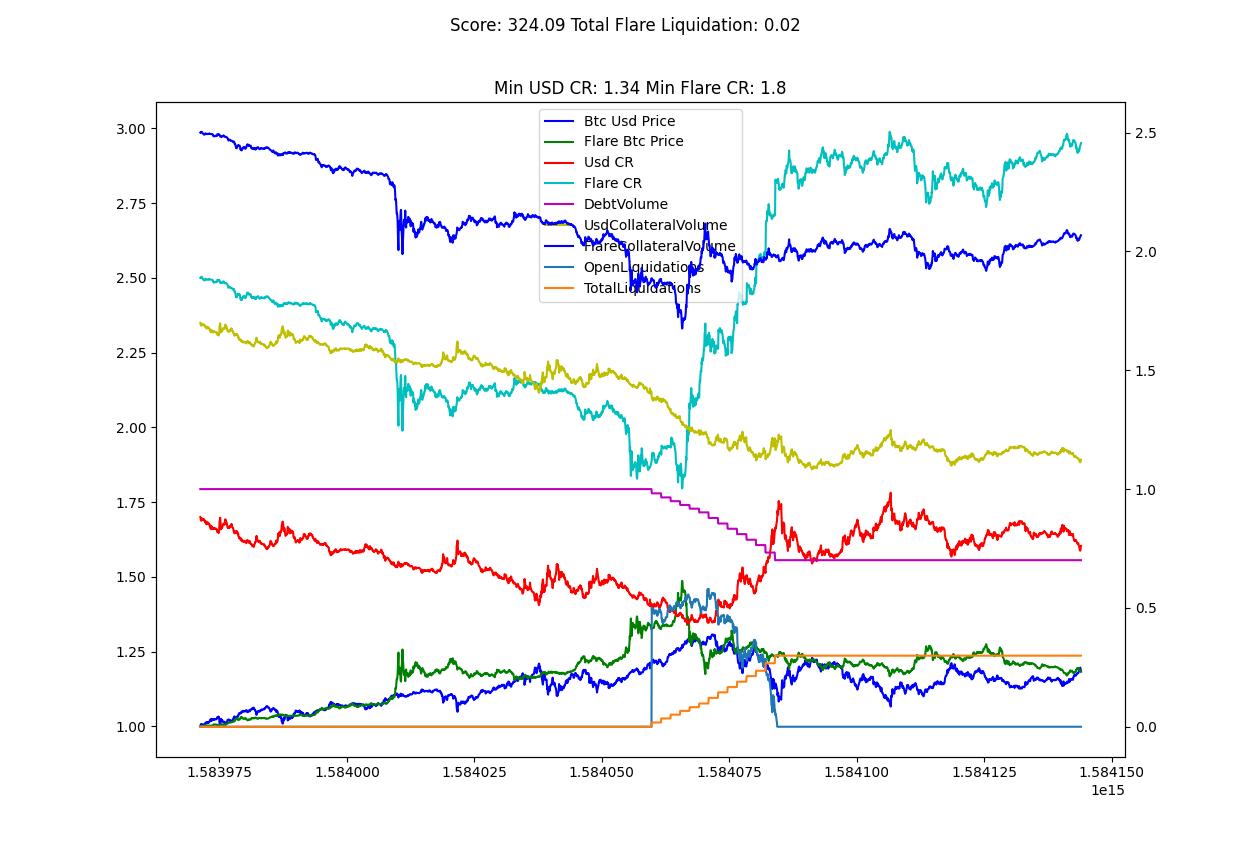 Score: 324.09 Total Flare Liquidation: 0.02
Min USD CR: 1.34 Min Flare CR: 1.8
Btc Usd Price
Flare Btc Price
Usd CR
Flare CR
DebtVolume
UsdCollateralVolume
FlareCollateralVolume
OpenLiquidations
TotalLiquidations
3.00
2.75
2.50
2.25
2.00
1.75
1.50
1.25
1.00
2.5
2.0
1.5
1.0
0.5
0.0
1.583975 1.584000 1.584025 1.584050 1.584075 1.584100 1.584125 1.584150
1e15